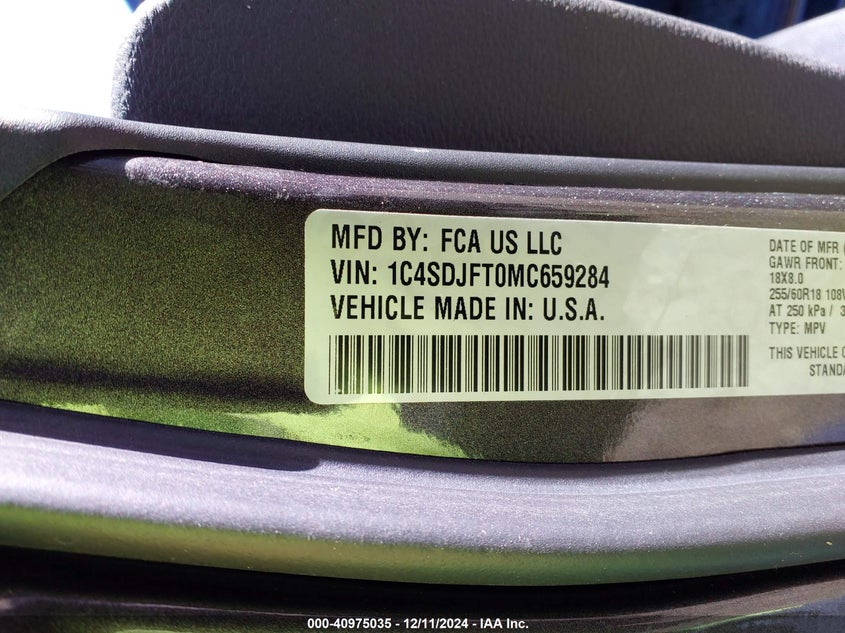 MFD BY: FCA US LLC
VIN: 1C4SDJFT0MC659284
VEHICLE MADE IN: U.S.A.
DATE OF MFR (
GAWR FRONT:
18X8.0
255/60R18 108V
AT 250 kPa / 3
TYPE: MPV
THIS VEHICLE
STANDA
000-40975035 - 12/11/2024 - IAA Inc.